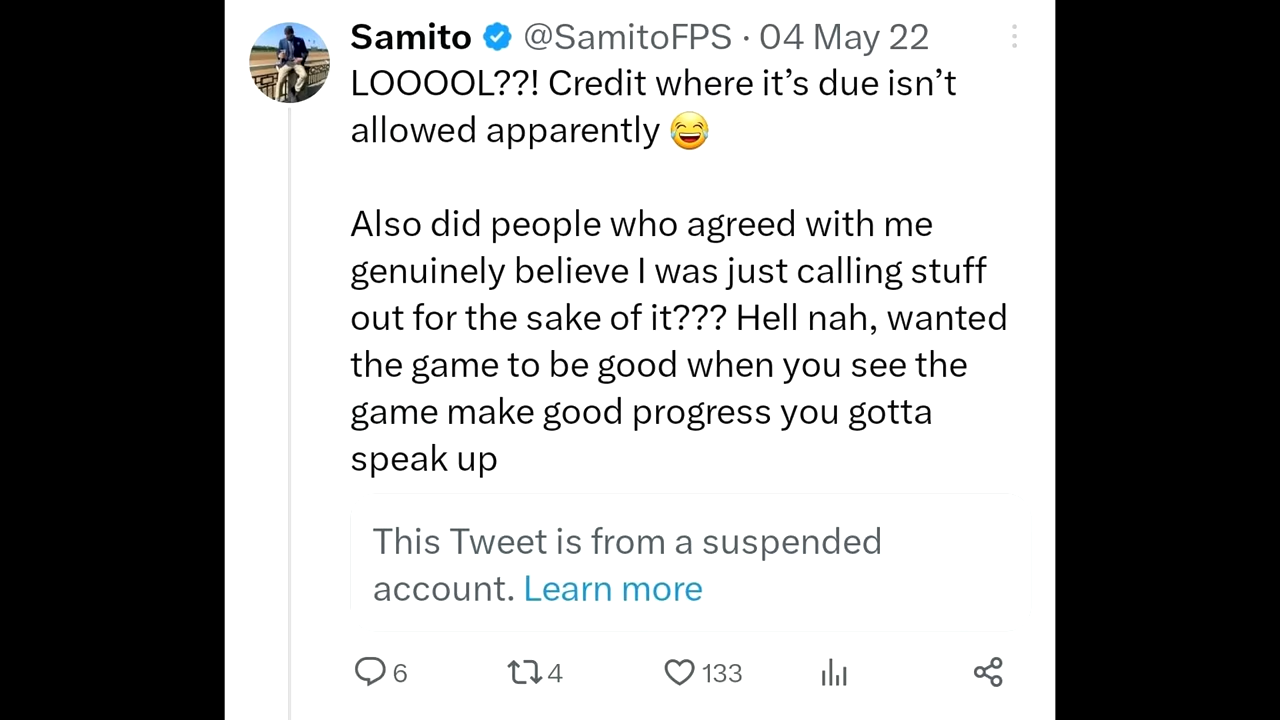 Samito @SamitoFPS · 04 May 22
LOOOOL??! Credit where it’s due isn’t
allowed apparently 😂
Also did people who agreed with me
genuinely believe I was just calling stuff
out for the sake of it??? Hell nah, wanted
the game to be good when you see the
game make good progress you gotta
speak up
This Tweet is from a suspended
account. Learn more
6 4 133